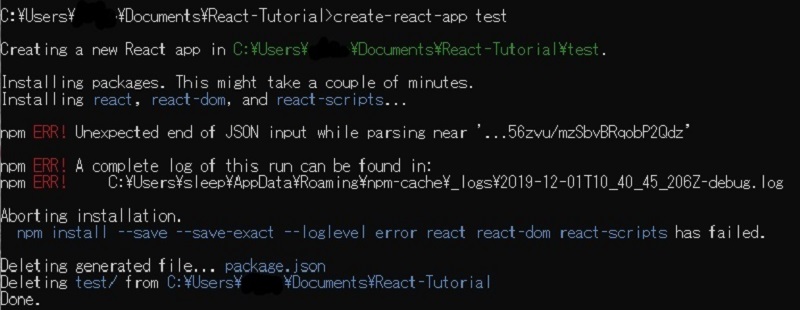 C:¥Users¥ ¥Documents¥React-Tutorial>create-react-app test
Creating a new React app in C:¥Users¥ ¥Documents¥React-Tutorial¥test.
Installing packages. This might take a couple of minutes.
Installing react, react-dom, and react-scripts...
npm ERR! Unexpected end of JSON input while parsing near '...56zvu/mzSbvBRqobP2Qdz'
npm ERR! A complete log of this run can be found in:
npm ERR!     C:¥Users¥sleep¥AppData¥Roaming¥npm-cache¥_logs¥2019-12-01T10_40_45_206Z-debug.log
Aborting installation.
  npm install --save --save-exact --loglevel error react react-dom react-scripts has failed.
Deleting generated file... package.json
Deleting test/ from C:¥Users¥ ¥Documents¥React-Tutorial
Done.